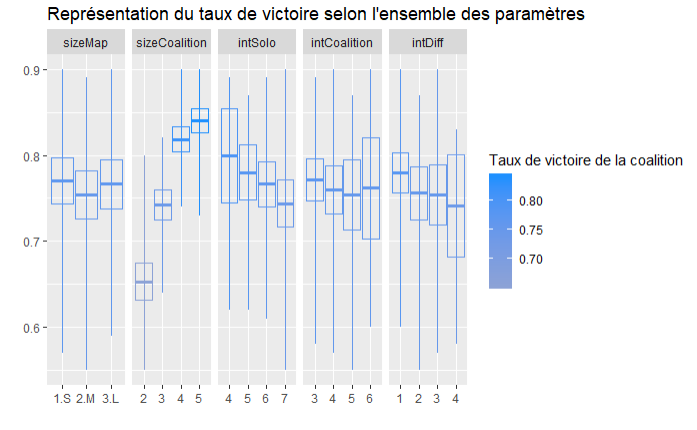 Représentation du taux de victoire selon l'ensemble des paramètres
sizeMap sizeCoalition intSolo intCoalition intDiff
0.9
0.8
0.7
0.6
1.S 2.M 3.L 2 3 4 5 4 5 6 7 3 4 5 6 1 2 3 4
Taux de victoire de la coalition
0.80
0.75
0.70